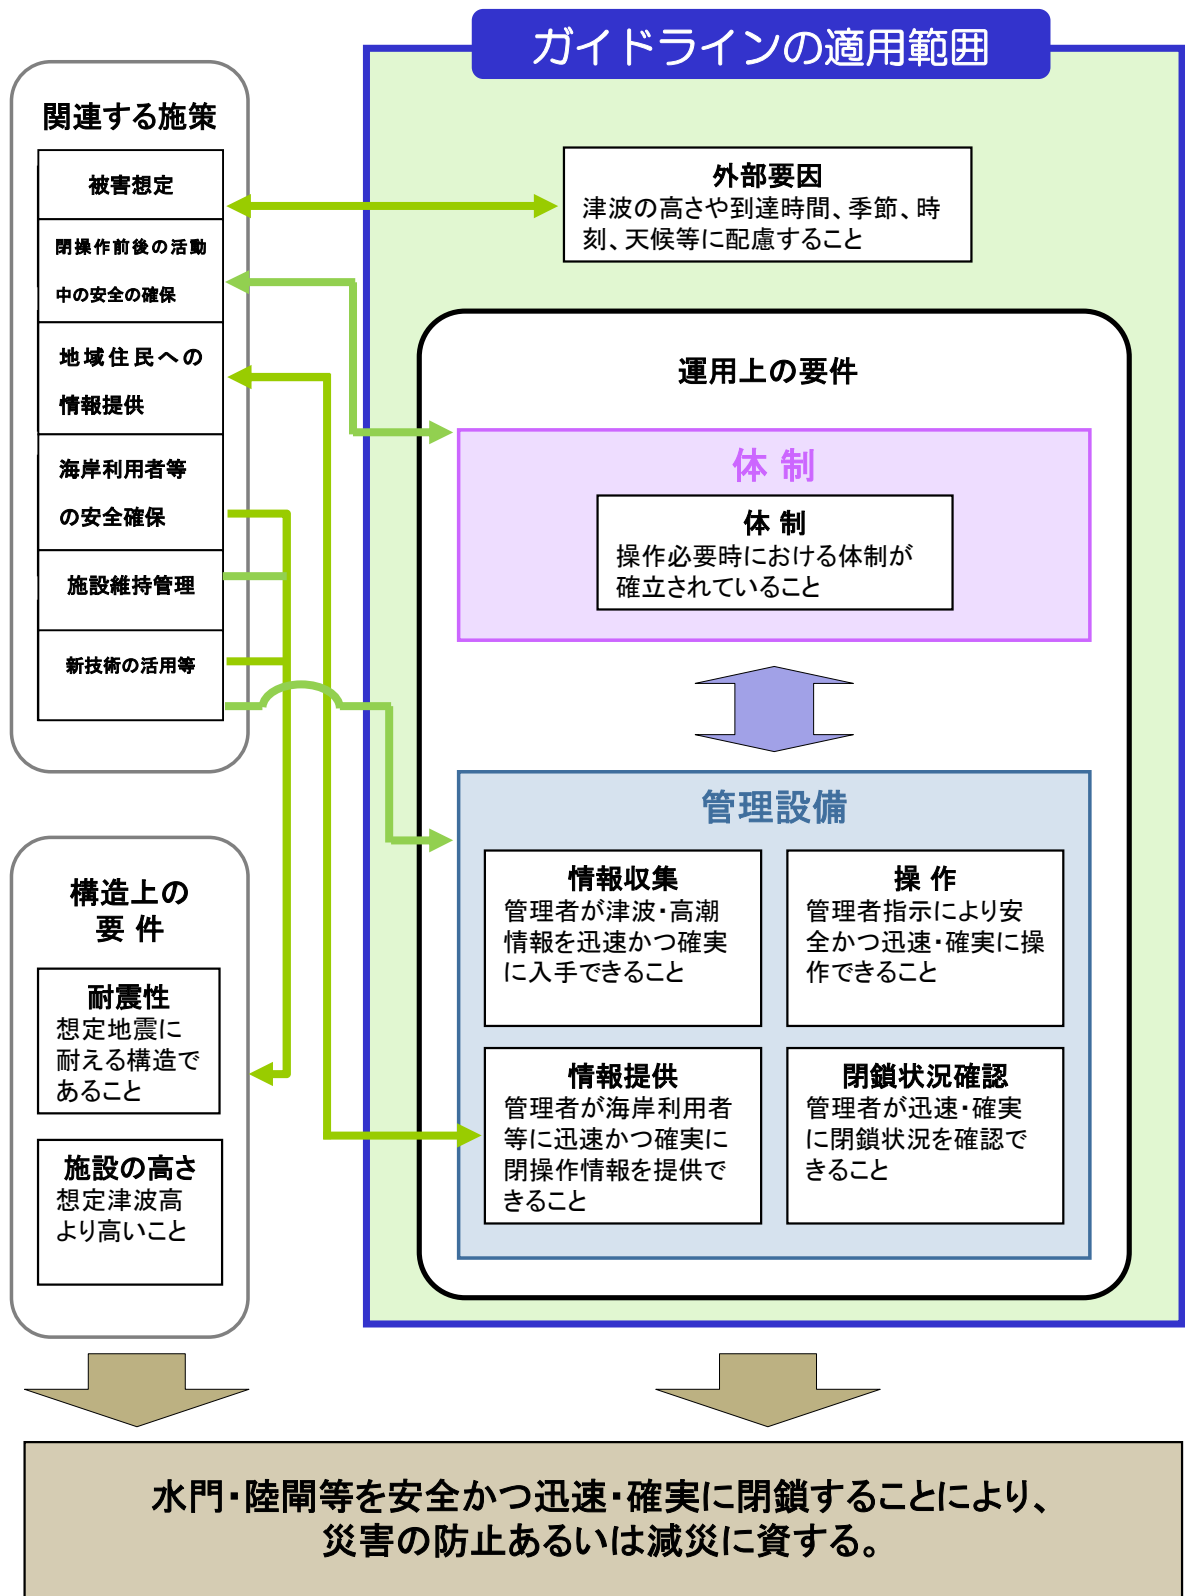 ガイドラインの適用範囲
関連する施策
被害想定
閉操作前後の活動
中の安全の確保
地域住民への
情報提供
海岸利用者等
の安全確保
施設維持管理
新技術の活用等
構造上の
要 件
耐震性
想定地震に
耐える構造で
あること
施設の高さ
想定津波高
より高いこと
外部要因
津波の高さや到達時間、季節、時
刻、天候等に配慮すること
運用上の要件
体 制
体 制
操作必要時における体制が
確立されていること
管理設備
情報収集
管理者が津波・高潮
情報を迅速かつ確実
に入手できること
操 作
管理者指示により安
全かつ迅速・確実に操
作できること
情報提供
管理者が海岸利用者
等に迅速かつ確実に
閉操作情報を提供で
きること
閉鎖状況確認
管理者が迅速・確実
に閉鎖状況を確認で
きること
水門・陸閘等を安全かつ迅速・確実に閉鎖することにより、
災害の防止あるいは減災に資する。